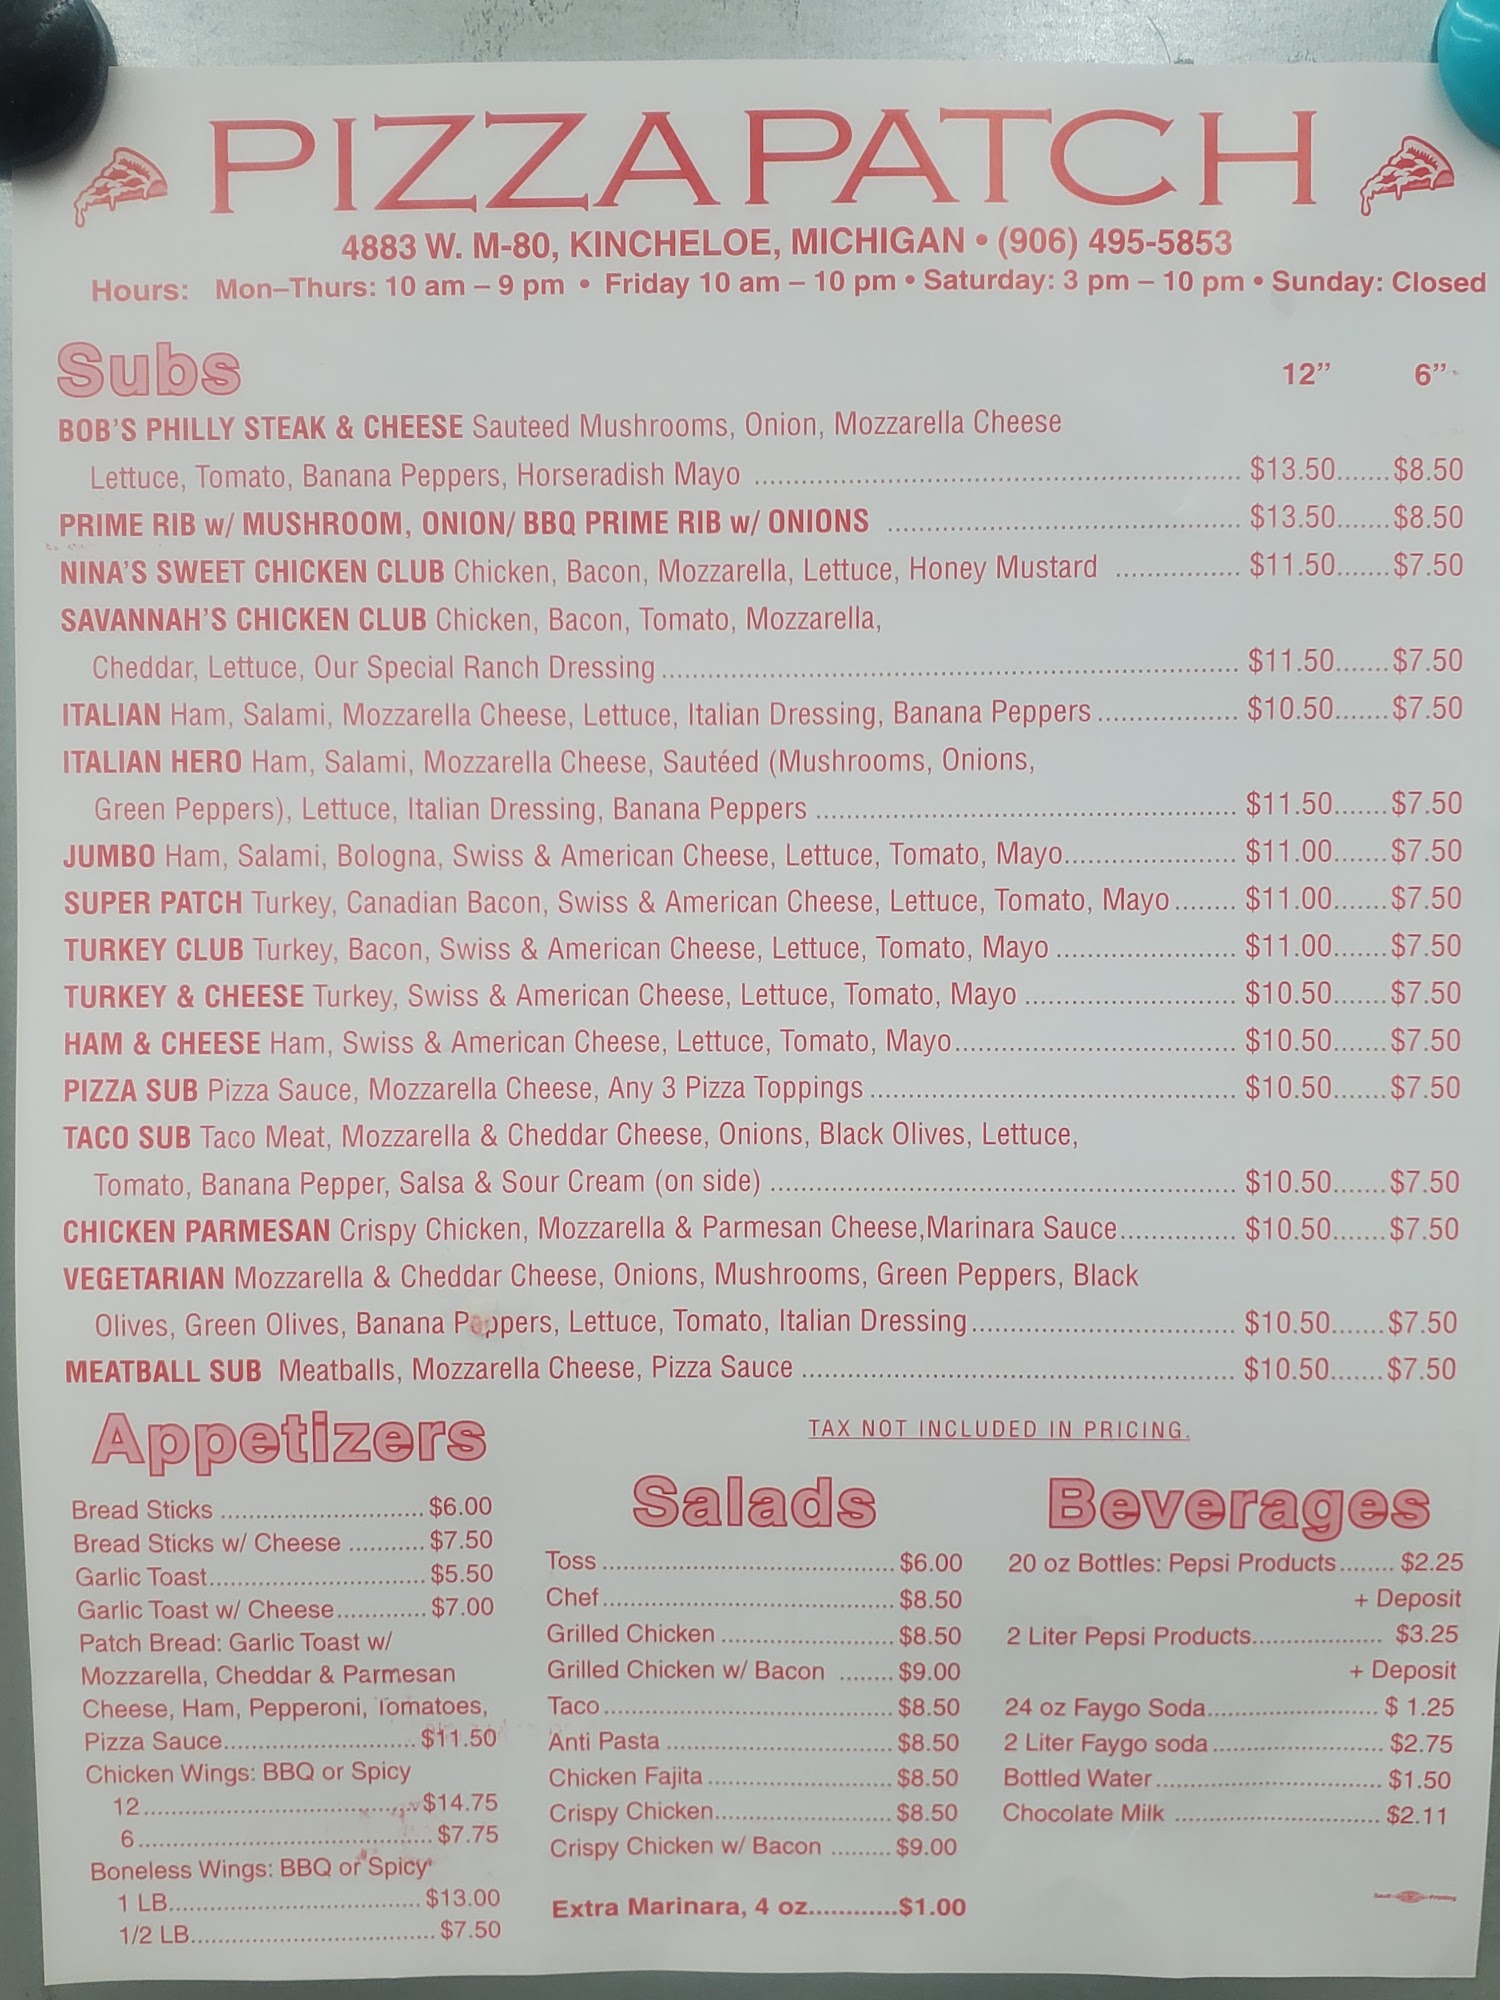 PIZZA PATCH
4883 W. M-80, KINCHELOE, MICHIGAN • (906) 495-5853
Hours: Mon–Thurs: 10 am – 9 pm • Friday 10 am – 10 pm • Saturday: 3 pm – 10 pm • Sunday: Closed
Subs 12” 6”
BOB'S PHILLY STEAK & CHEESE Sauteed Mushrooms, Onion, Mozzarella Cheese
Lettuce, Tomato, Banana Peppers, Horseradish Mayo $13.50.......$8.50
PRIME RIB w/ MUSHROOM, ONION/ BBQ PRIME RIB w/ ONIONS $13.50.......$8.50
NINA'S SWEET CHICKEN CLUB Chicken, Bacon, Mozzarella, Lettuce, Honey Mustard $11.50.......$7.50
SAVANNAH'S CHICKEN CLUB Chicken, Bacon, Tomato, Mozzarella,
Cheddar, Lettuce, Our Special Ranch Dressing $11.50.......$7.50
ITALIAN Ham, Salami, Mozzarella Cheese, Lettuce, Italian Dressing, Banana Peppers $10.50.......$7.50
ITALIAN HERO Ham, Salami, Mozzarella Cheese, Sautéed (Mushrooms, Onions,
Green Peppers), Lettuce, Italian Dressing, Banana Peppers $11.50.......$7.50
JUMBO Ham, Salami, Bologna, Swiss & American Cheese, Lettuce, Tomato, Mayo $11.00.......$7.50
SUPER PATCH Turkey, Canadian Bacon, Swiss & American Cheese, Lettuce, Tomato, Mayo $11.00.......$7.50
TURKEY CLUB Turkey, Bacon, Swiss & American Cheese, Lettuce, Tomato, Mayo $11.00.......$7.50
TURKEY & CHEESE Turkey, Swiss & American Cheese, Lettuce, Tomato, Mayo $10.50.......$7.50
HAM & CHEESE Ham, Swiss & American Cheese, Lettuce, Tomato, Mayo $10.50.......$7.50
PIZZA SUB Pizza Sauce, Mozzarella Cheese, Any 3 Pizza Toppings $10.50.......$7.50
TACO SUB Taco Meat, Mozzarella & Cheddar Cheese, Onions, Black Olives, Lettuce,
Tomato, Banana Pepper, Salsa & Sour Cream (on side) $10.50.......$7.50
CHICKEN PARMESAN Crispy Chicken, Mozzarella & Parmesan Cheese,Marinara Sauce $10.50.......$7.50
VEGETARIAN Mozzarella & Cheddar Cheese, Onions, Mushrooms, Green Peppers, Black
Olives, Green Olives, Banana Peppers, Lettuce, Tomato, Italian Dressing $10.50.......$7.50
MEATBALL SUB Meatballs, Mozzarella Cheese, Pizza Sauce $10.50.......$7.50
TAX NOT INCLUDED IN PRICING.
Appetizers
Bread Sticks $6.00
Bread Sticks w/ Cheese $7.50
Garlic Toast $5.50
Garlic Toast w/ Cheese $7.00
Patch Bread: Garlic Toast w/
Mozzarella, Cheddar & Parmesan
Cheese, Ham, Pepperoni, Tomatoes,
Pizza Sauce $11.50
Chicken Wings: BBQ or Spicy
12 $14.75
6 $7.75
Boneless Wings: BBQ or Spicy
1 LB $13.00
1/2 LB $7.50
Salads
Toss $6.00
Chef $8.50
Grilled Chicken $8.50
Grilled Chicken w/ Bacon $9.00
Taco $8.50
Anti Pasta $8.50
Chicken Fajita $8.50
Crispy Chicken $8.50
Crispy Chicken w/ Bacon $9.00
Extra Marinara, 4 oz $1.00
Beverages
20 oz Bottles: Pepsi Products $2.25
+ Deposit
2 Liter Pepsi Products $3.25
+ Deposit
24 oz Faygo Soda $ 1.25
2 Liter Faygo soda $2.75
Bottled Water $1.50
Chocolate Milk $2.11